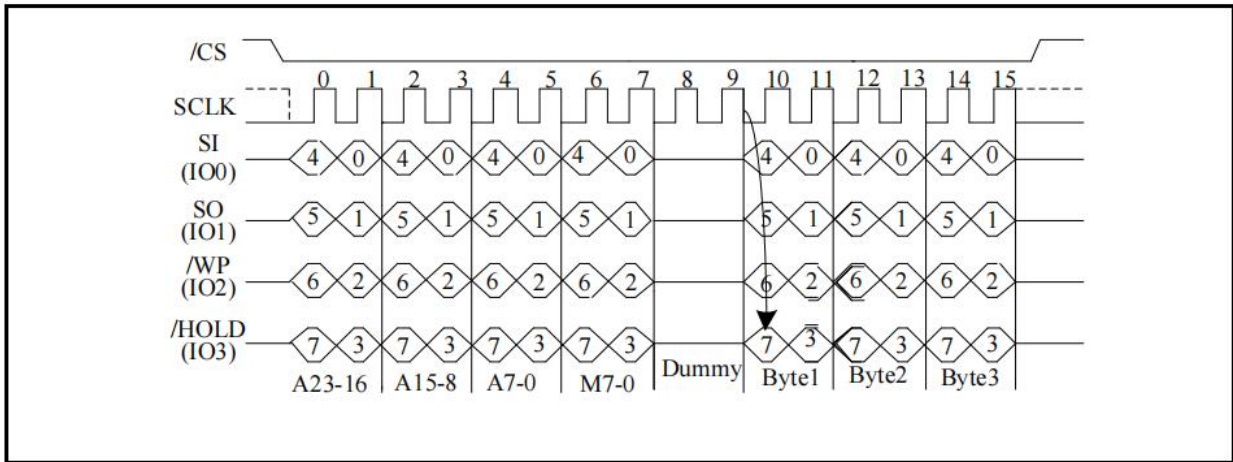 /CS
0 1 2 3 4 5 6 7 8 9 10 11 12 13 14 15
SCLK
SI
(IO0)
4 0 4 0 4 0 4 0 4 0 4 0 4 0
SO
(IO1)
5 1 5 1 5 1 5 1 5 1 5 1 5 1
/WP
(IO2)
6 2 6 2 6 2 6 2 6 2 6 2 6 2
/HOLD
(IO3)
7 3 7 3 7 3 7 3 7 3 7 3 7 3
A23-16 A15-8 A7-0 M7-0 Dummy Byte1 Byte2 Byte3